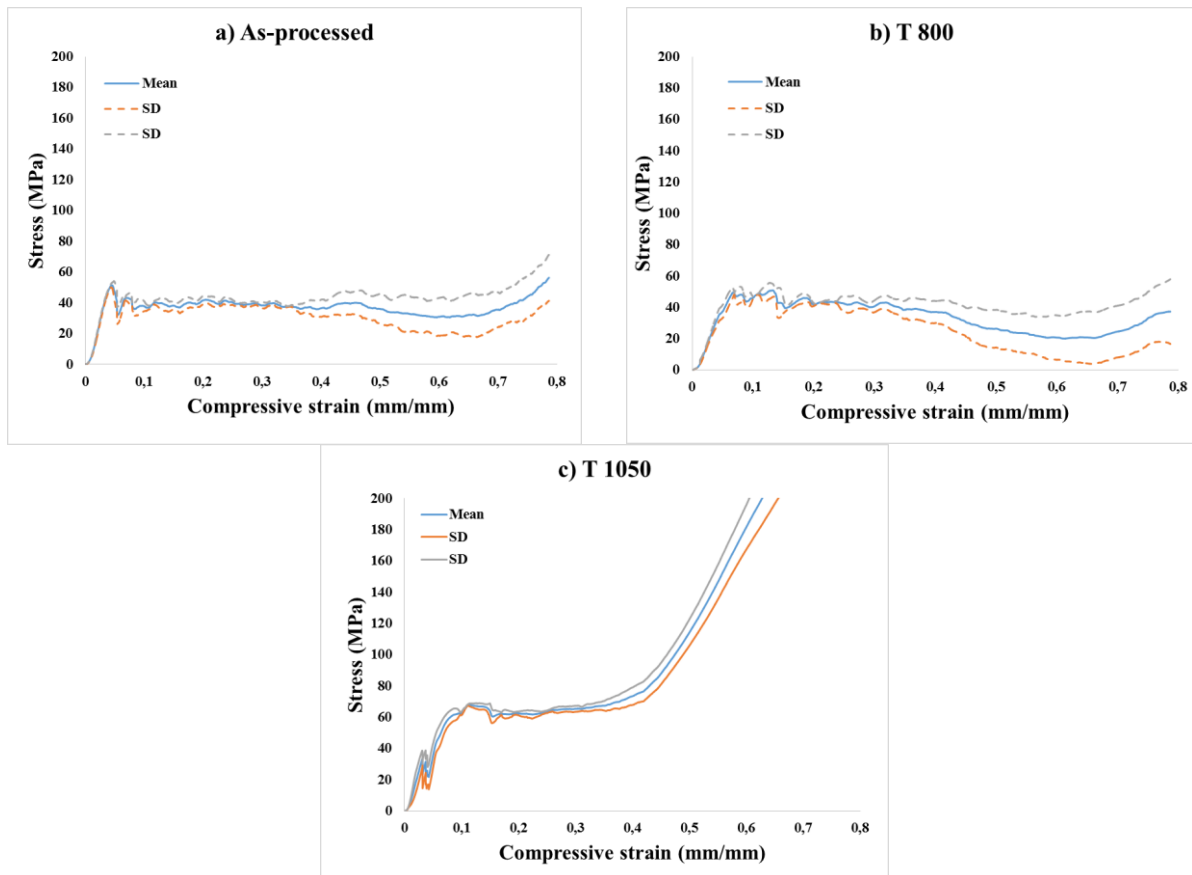 a) As-processed
200
180
160
140
120
100
80
60
40
20
0
Stress (MPa)
Mean
SD
SD
0 0,1 0,2 0,3 0,4 0,5 0,6 0,7 0,8
Compressive strain (mm/mm)
b) T 800
200
180
160
140
120
100
80
60
40
20
0
Stress (MPa)
Mean
SD
SD
0 0,1 0,2 0,3 0,4 0,5 0,6 0,7 0,8
Compressive strain (mm/mm)
c) T 1050
200
180
160
140
120
100
80
60
40
20
0
Stress (MPa)
Mean
SD
SD
0 0,1 0,2 0,3 0,4 0,5 0,6 0,7 0,8
Compressive strain (mm/mm)